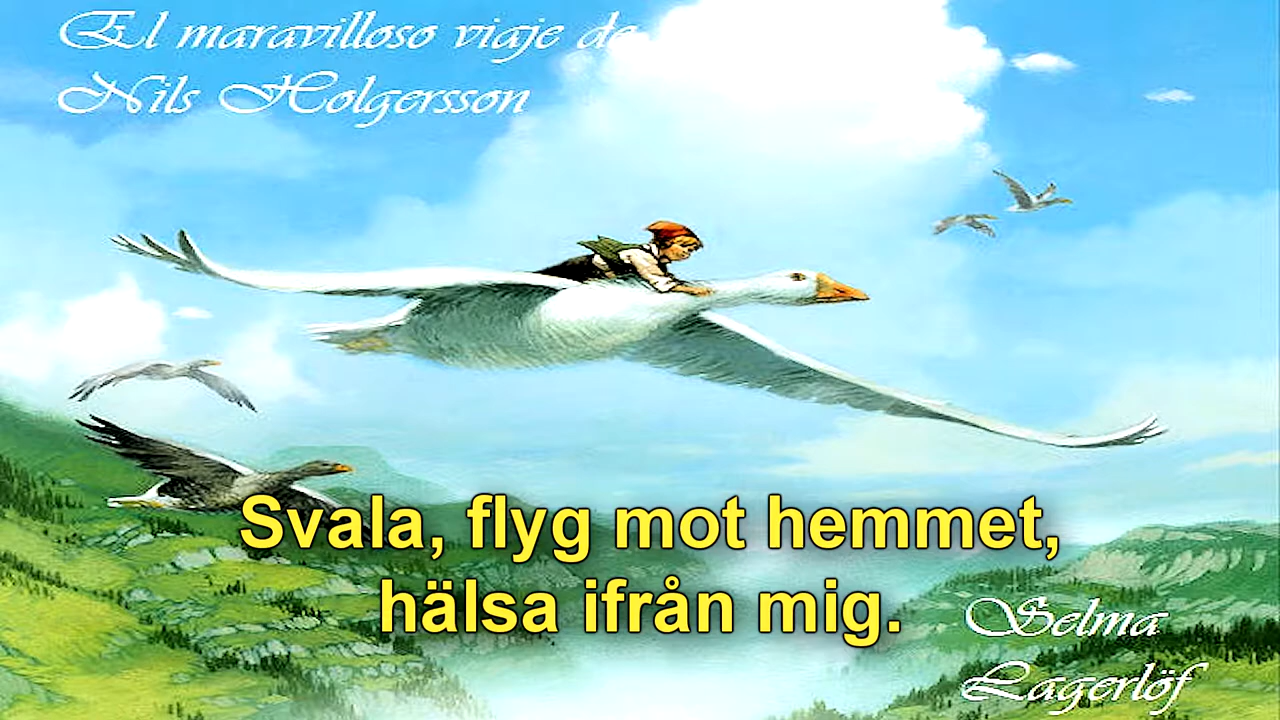 El maravilloso viaje de
Nils Holgersson
Svala, flyg mot hemmet,
hälsa ifrån mig.
Selma
Lagerlöf